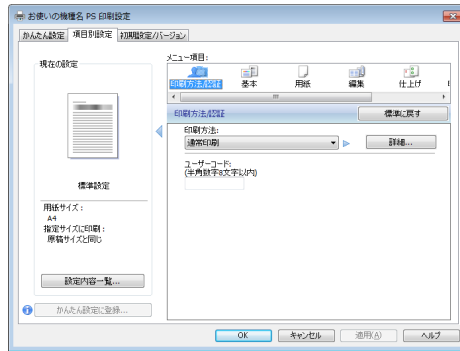 お使いの機種名 PS 印刷設定
かんたん設定 項目別設定 初期設定/バージョン
現在の設定
標準設定
用紙サイズ:
A4
指定サイズに印刷:
原稿サイズと同じ
設定内容一覧...
かんたん設定に登録...
メニュー項目:
印刷方法/認証 基本 用紙 編集 仕上げ
印刷方法/認証 標準に戻す
印刷方法:
通常印刷 詳細...
ユーザーコード:
(半角数字8文字以内)
OK キャンセル 適用(A) ヘルプ